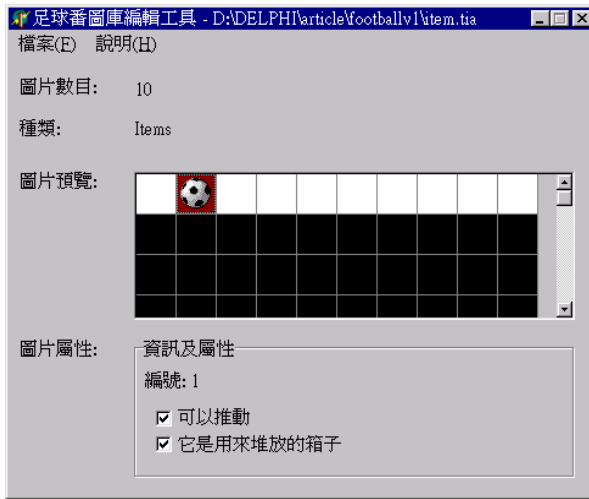 足球番圖庫編輯工具 - D:\DELPHI\article\footballv1\item.tia
檔案(F) 說明(H)
圖片數目: 10
種類: Items
圖片預覽:
圖片屬性:
資訊及屬性
編號: 1
可以推動
它是用來堆放的箱子